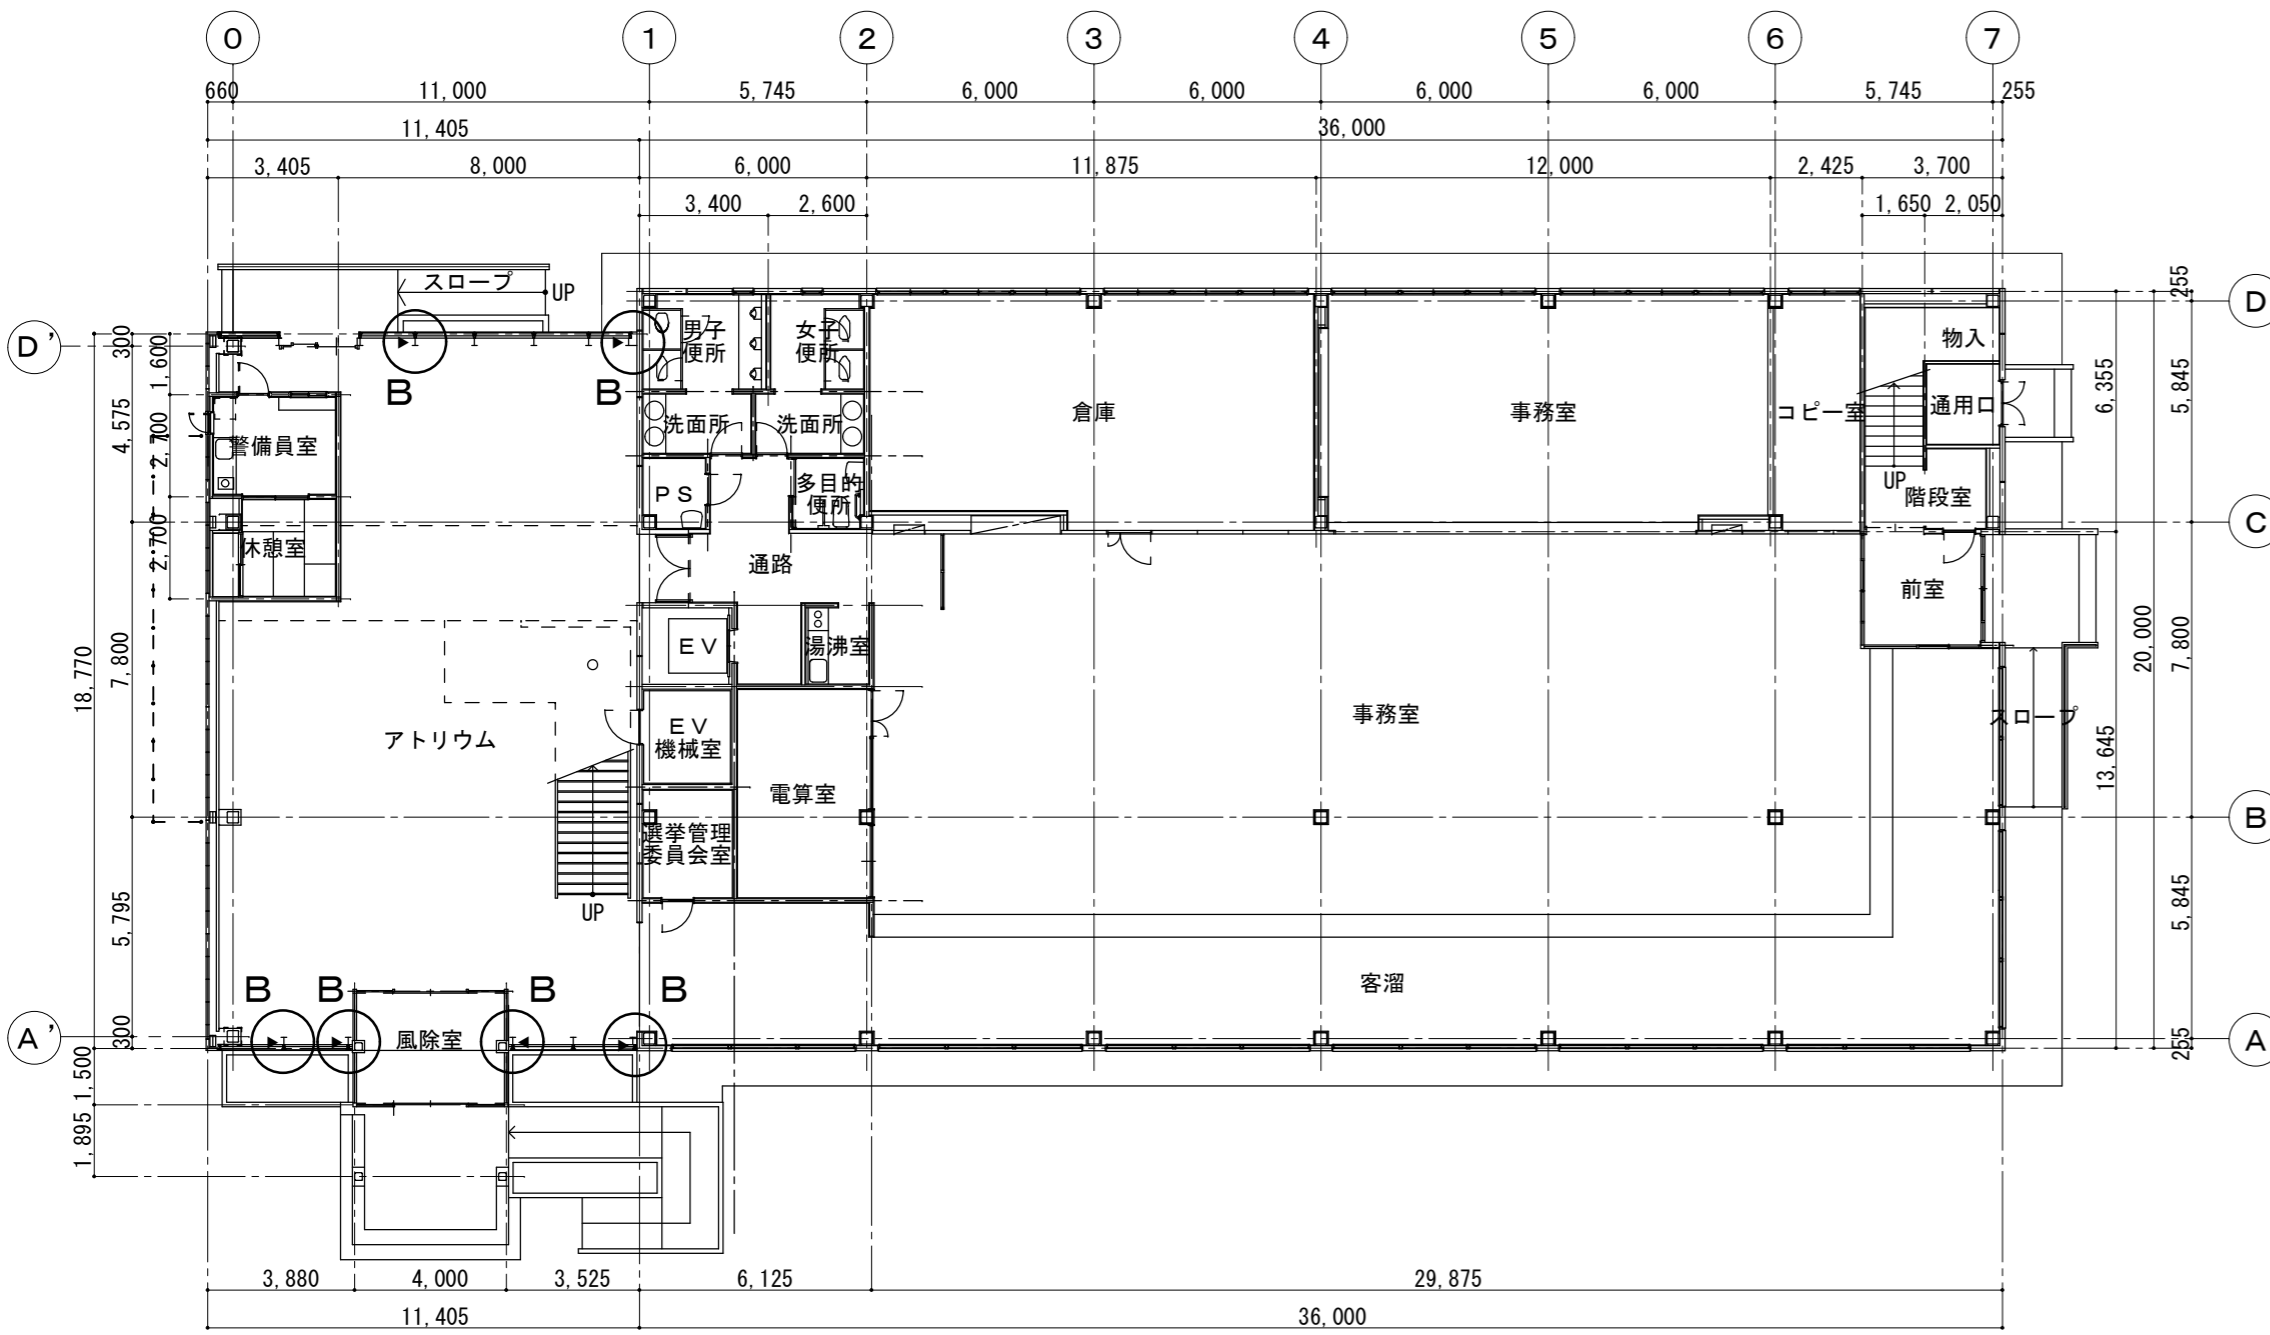 0 1 2 3 4 5 6 7
660 11,000 5,745 6,000 6,000 6,000 6,000 5,745 255
11,405 36,000
3,405 8,000 6,000 11,875 12,000 2,425 3,700
3,400 2,600 1,650 2,050
スロープ
UP
D'
D
C
B
A
A'
男子
便所
女子
便所
物入
B
B
倉庫
事務室
コピー室
通用口
洗面所
洗面所
警備員室
PS
多目的
便所
UP
階段室
休憩室
通路
前室
EV
湯沸室
アトリウム
事務室
スロープ
EV
機械室
電算室
選挙管理
委員会室
UP
客溜
B
B
B
B
風除室
300
1,600
4,575
2,700
2,700
7,800
18,770
5,795
300
1,500
1,895
255
6,355
5,845
20,000
7,800
13,645
5,845
255
3,880 4,000 3,525 6,125 29,875
11,405 36,000